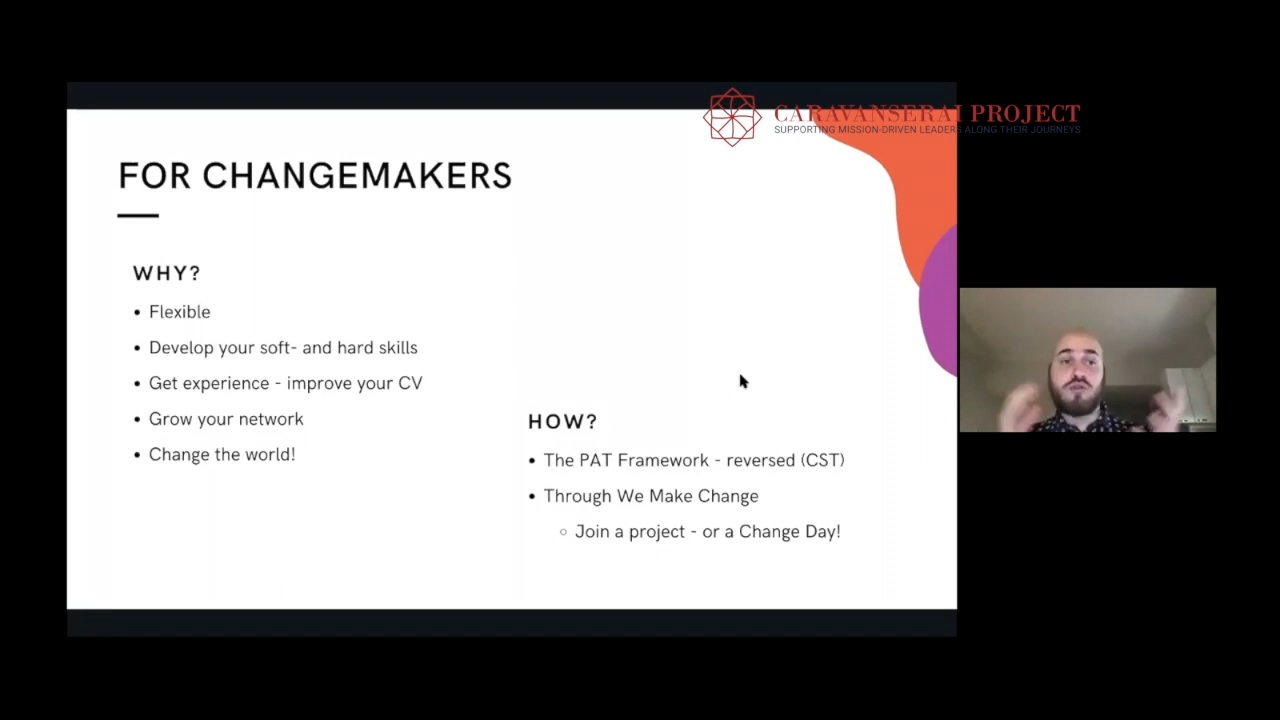 CARAVANSERAI PROJECT
SUPPORTING MISSION-DRIVEN LEADERS ALONG THEIR JOURNEYS
FOR CHANGEMAKERS
WHY?
• Flexible
• Develop your soft- and hard skills
• Get experience - improve your CV
• Grow your network
• Change the world!
HOW?
• The PAT Framework - reversed (CST)
• Through We Make Change
○ Join a project - or a Change Day!